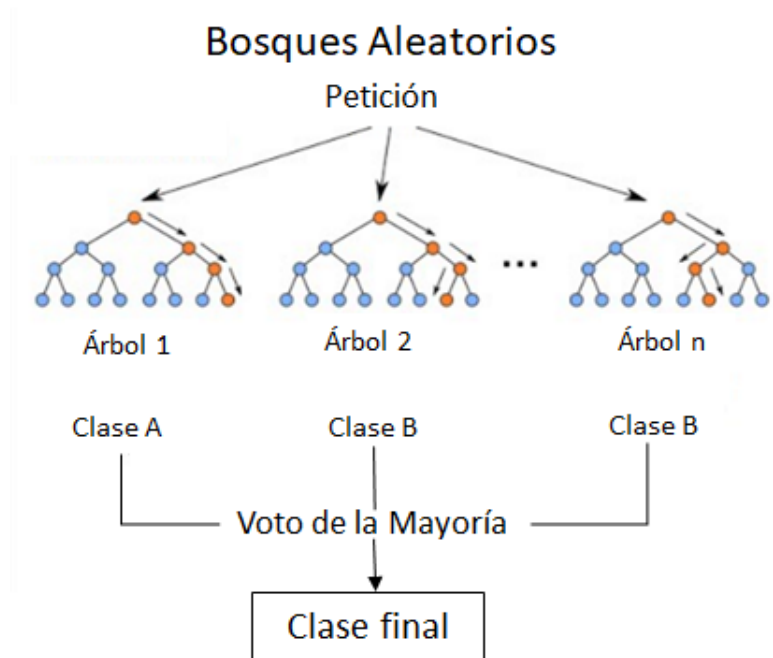 Bosques Aleatorios
Petición
...
Árbol 1
Árbol 2
Árbol n
Clase A
Clase B
Clase B
Voto de la Mayoría
Clase final